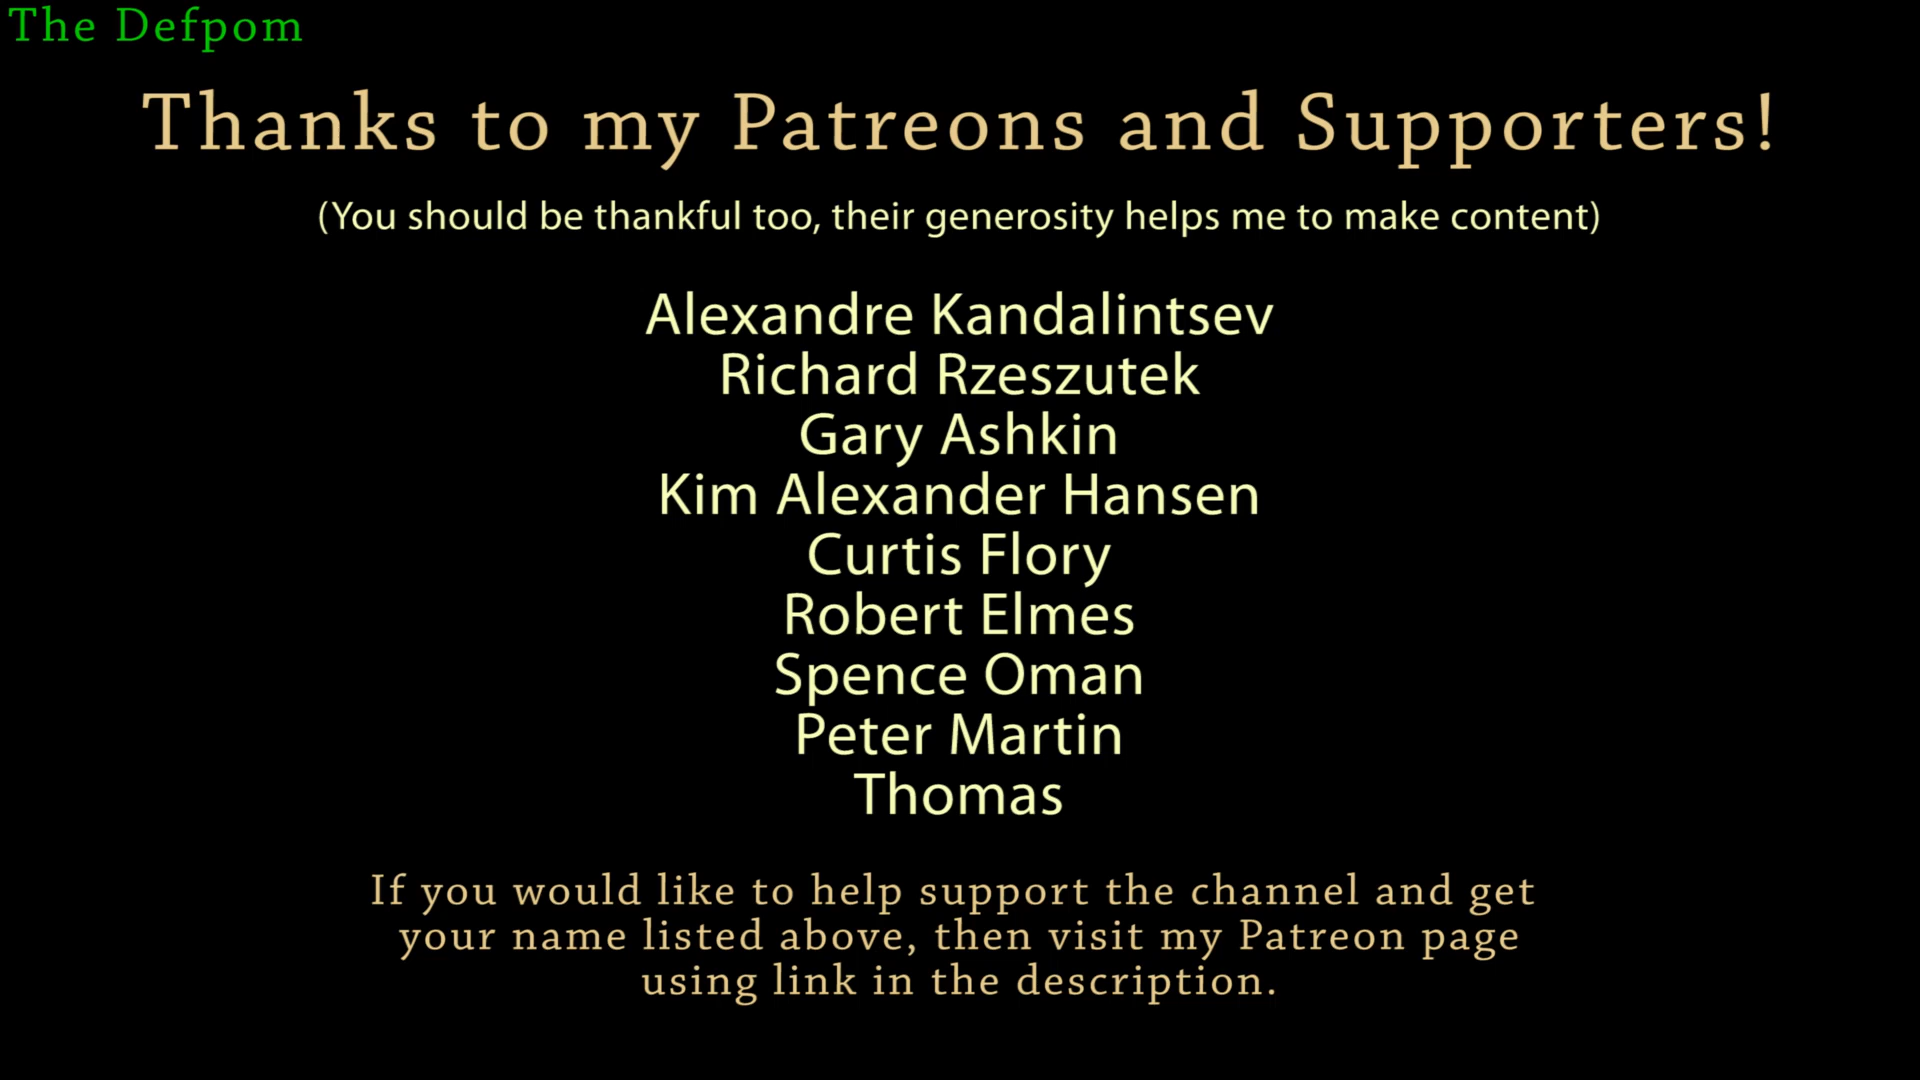 The Defpom
Thanks to my Patreons and Supporters!
(You should be thankful too, their generosity helps me to make content)
Alexandre Kandalintsev
Richard Rzeszutek
Gary Ashkin
Kim Alexander Hansen
Curtis Flory
Robert Elmes
Spence Oman
Peter Martin
Thomas
If you would like to help support the channel and get
your name listed above, then visit my Patreon page
using link in the description.